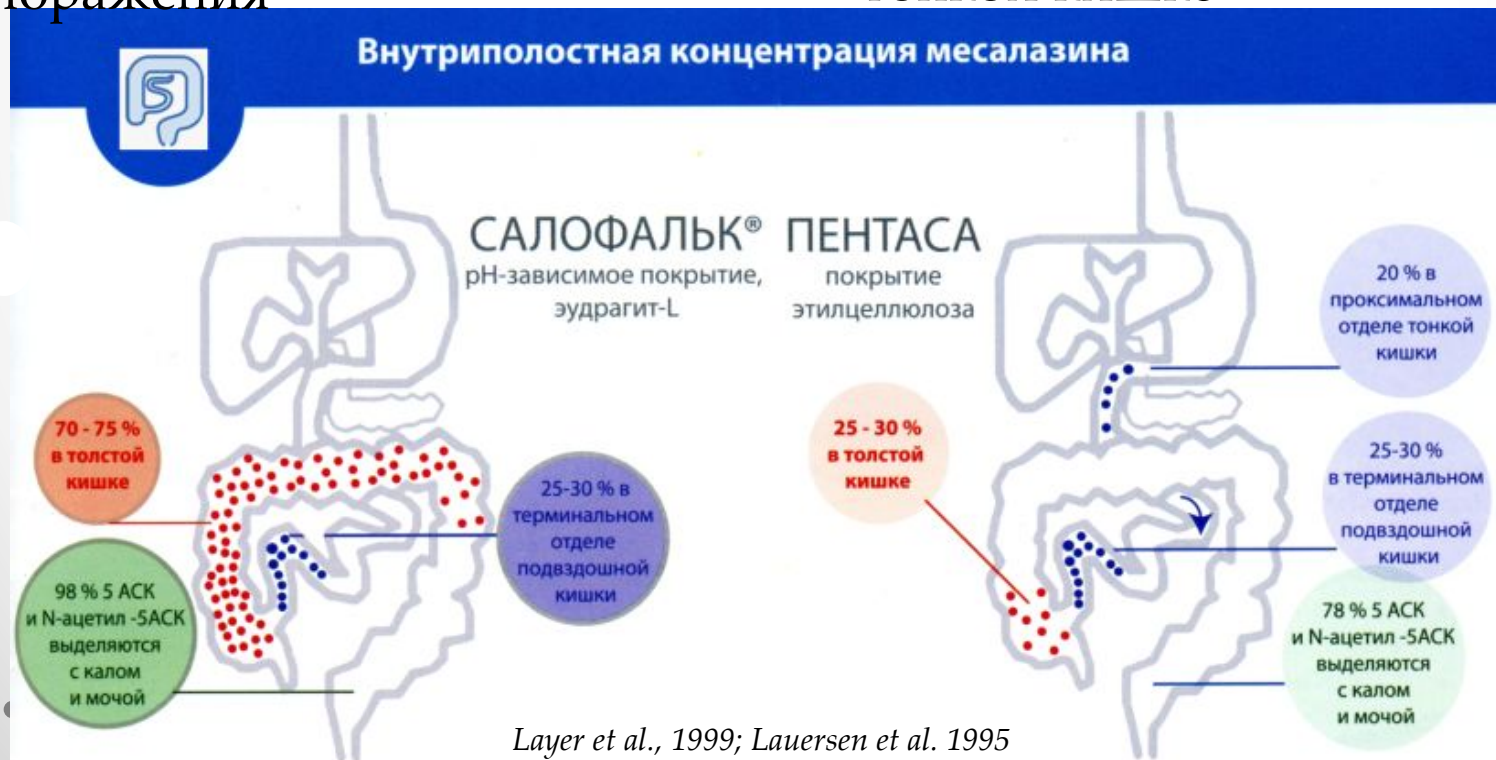 поражения
Внутриполостная концентрация месалазина
САЛОФАЛЬК®
рН-зависимое покрытие,
эудрагит-L
ПЕНТАСА
покрытие
этилцеллюлоза
70 - 75 %
в толстой
кишке
98 % 5 АСК
и N-ацетил -5АСК
выделяются
с калом
и мочой
25-30 % в
терминальном
отделе
подвздошной
кишки
25 - 30 %
в толстой
кишке
20 % в
проксимальном
отделе тонкой
кишки
25-30 %
в терминальном
отделе
подвздошной
кишки
78 % 5 АСК
и N-ацетил -5АСК
выделяются
с калом
и мочой
Layer et al., 1999; Lauersen et al. 1995